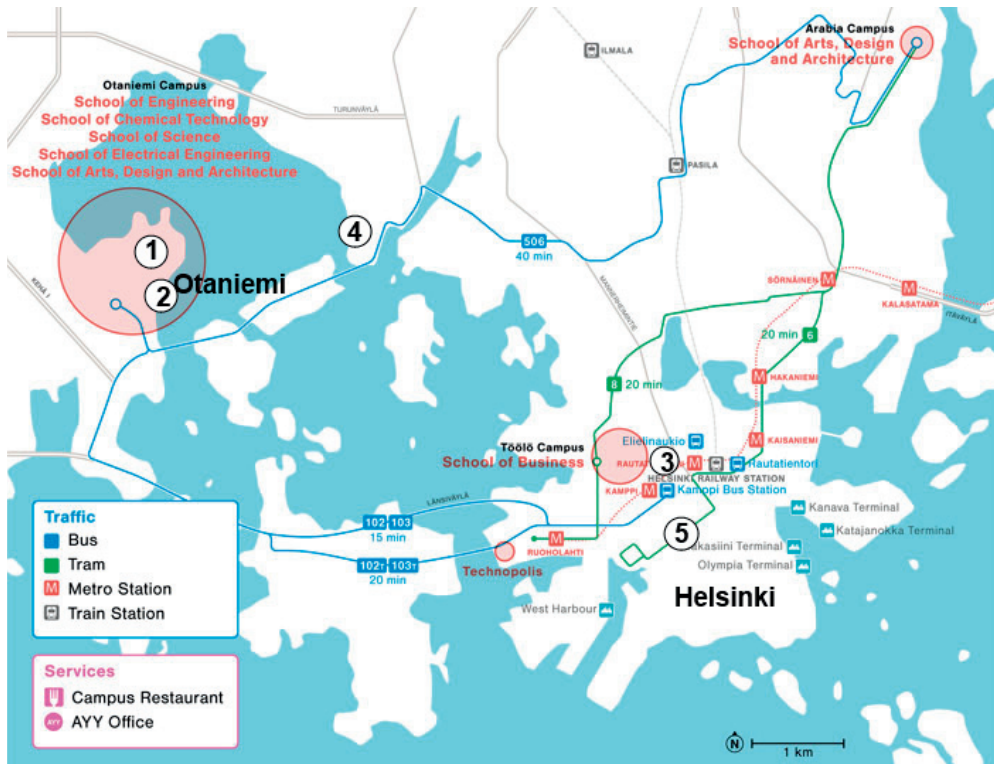 Arabia Campus
School of Arts, Design
and Architecture
ILMALA
Otaniemi Campus
School of Engineering
School of Chemical Technology
School of Science
School of Electrical Engineering
School of Arts, Design and Architecture
TURUNVÄYLÄ
PASILA
4
506
40 min
1
2
Otaniemi
KEHÄ I
MANNERHEIMINTIE
SÖRNÄINEN
M
M
KALASATAMA
ITÄVÄYLÄ
20 min
6
8
20 min
M
HAKANIEMI
Töölö Campus
School of Business
Elielinaukio
M
KAISANIEMI
3
M
Rautatientori
HELSINKI RAILWAY STATION
KAMPPI
M
Kamppi Bus Station
LÄNSIVÄYLÄ
102
103
15 min
102T
103T
20 min
M
RUOHOLAHTI
Technopolis
5
Kanava Terminal
Katajanokka Terminal
Olympia Terminal
Helsinki
West Harbour
Traffic
Bus
Tram
M
Metro Station
Train Station
Services
Campus Restaurant
AYY
AYY Office
N
1 km